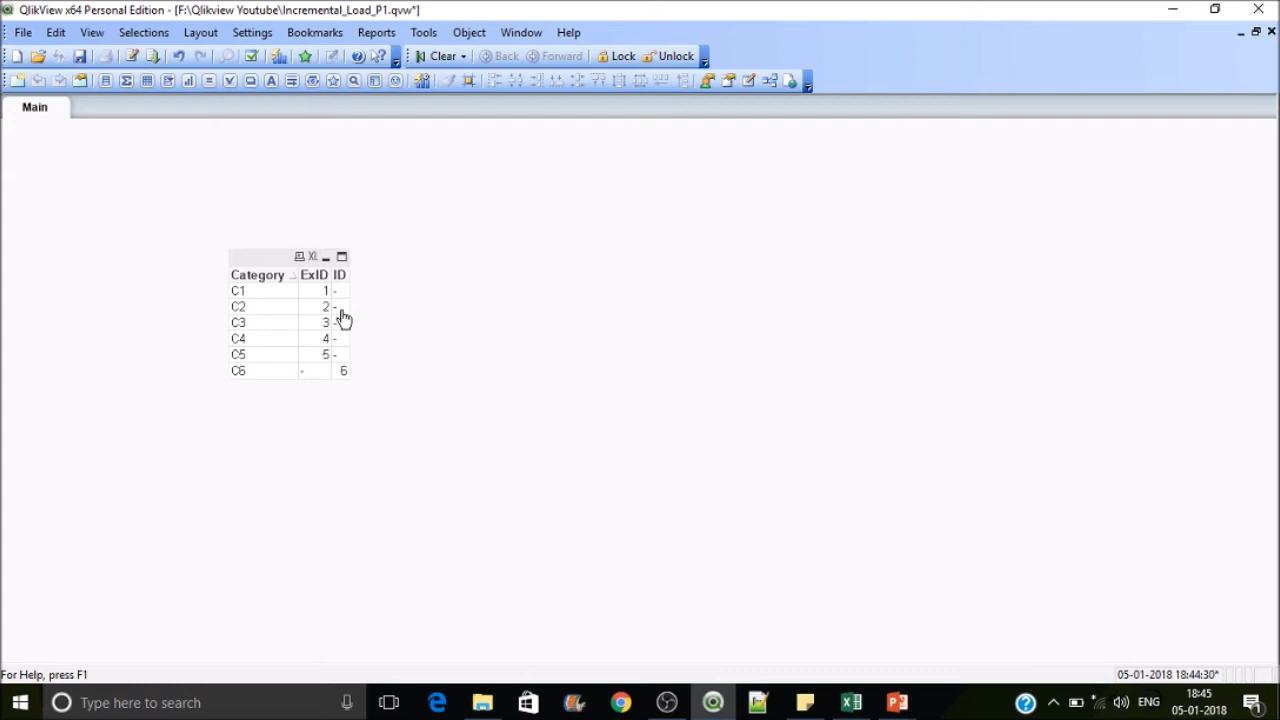 QlikView x64 Personal Edition - [F:\Qlikview Youtube\Incremental_Load_P1.qvw*]
File Edit View Selections Layout Settings Bookmarks Reports Tools Object Window Help
Clear Back Forward Lock Unlock
Main
XL
Category ExID ID
C1 1 -
C2 2 -
C3 3 -
C4 4 -
C5 5 -
C6 - 6
For Help, press F1 05-01-2018 18:44:30*
Type here to search ENG 18:45
05-01-2018